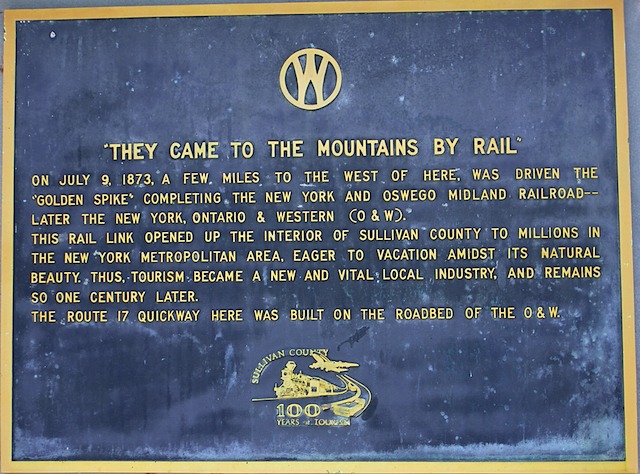 W
"THEY CAME TO THE MOUNTAINS BY RAIL"
ON JULY 9, 1873, A FEW MILES TO THE WEST OF HERE, WAS DRIVEN THE
"GOLDEN SPIKE" COMPLETING THE NEW YORK AND OSWEGO MIDLAND RAILROAD--
LATER THE NEW YORK, ONTARIO & WESTERN (O & W).
THIS RAIL LINK OPENED UP THE INTERIOR OF SULLIVAN COUNTY TO MILLIONS IN
THE NEW YORK METROPOLITAN AREA, EAGER TO VACATION AMIDST ITS NATURAL
BEAUTY. THUS, TOURISM BECAME A NEW AND VITAL LOCAL INDUSTRY, AND REMAINS
SO ONE CENTURY LATER.
THE ROUTE 17 QUICKWAY HERE WAS BUILT ON THE ROADBED OF THE O & W.
SULLIVAN COUNTY
100
YEARS of TOURISM